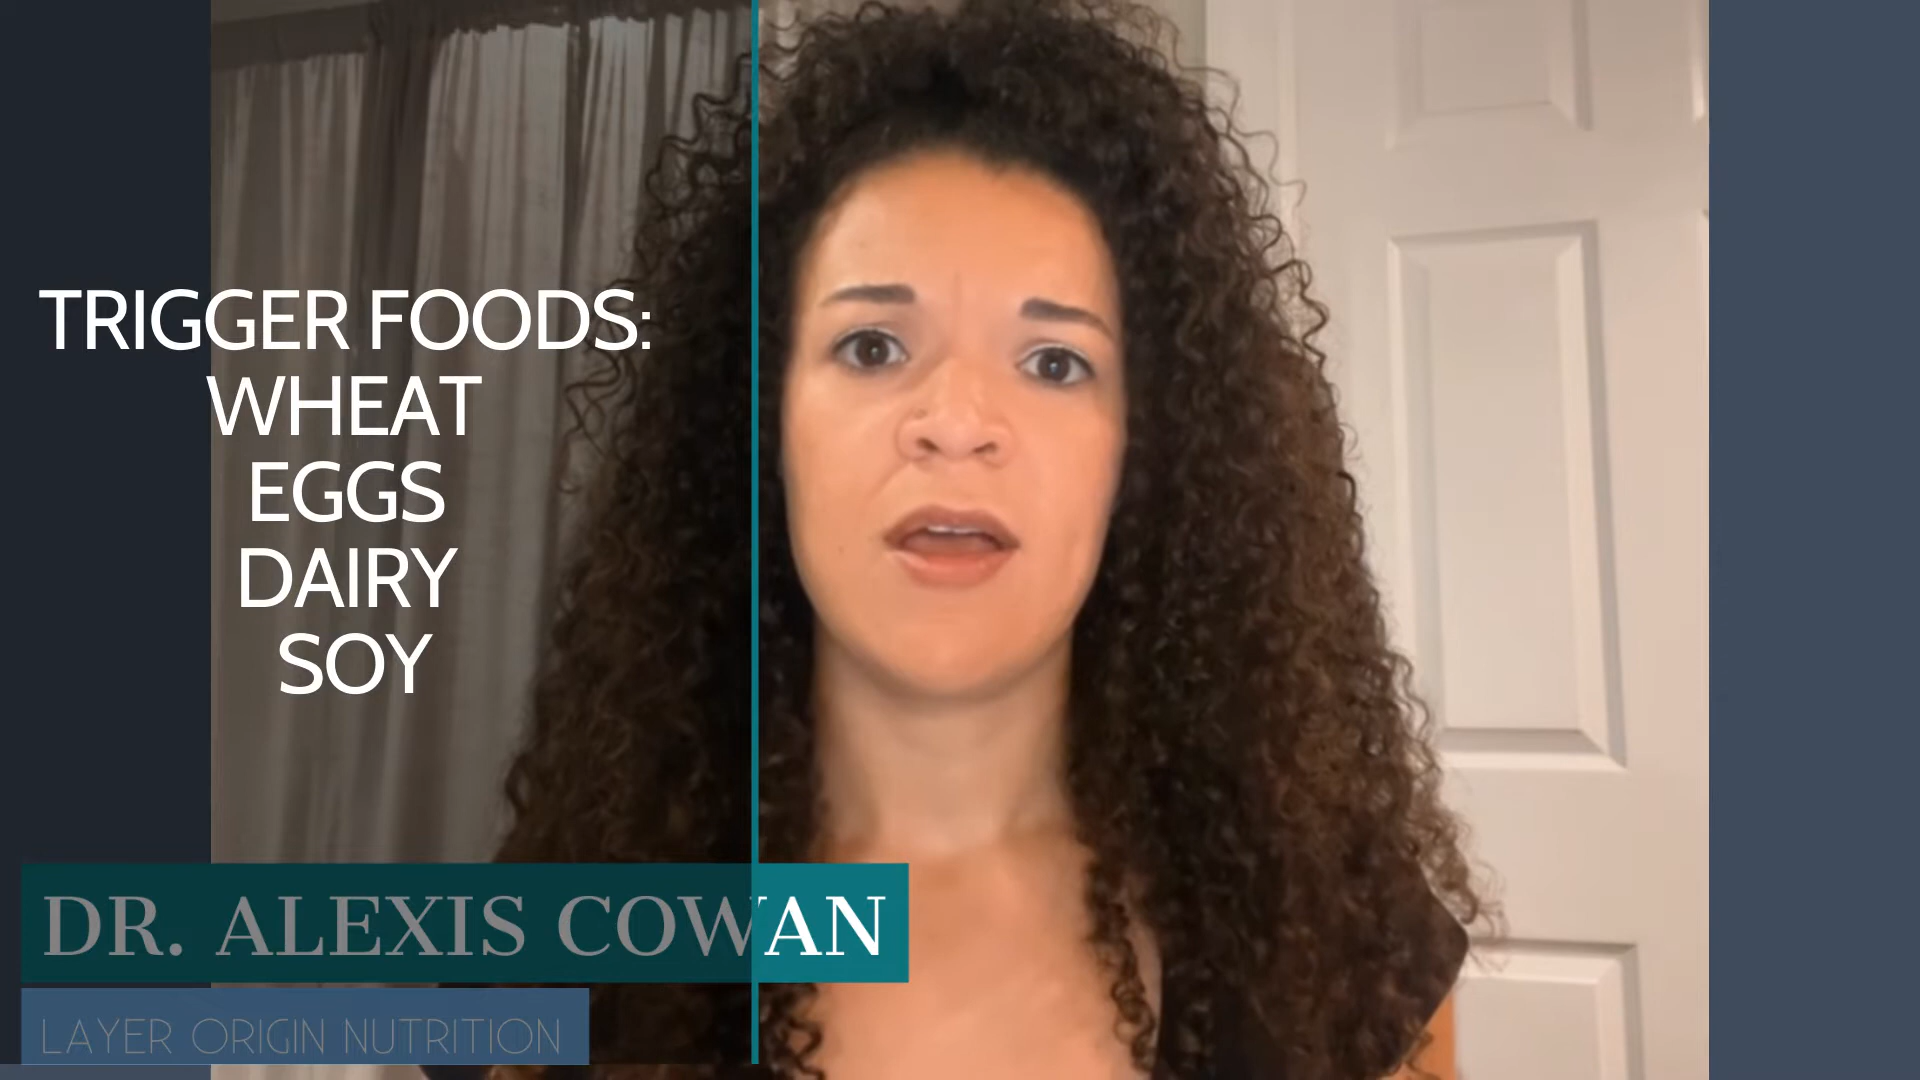 TRIGGER FOODS:
WHEAT
EGGS
DAIRY
SOY
DR. ALEXIS COWAN
LAYER ORIGIN NUTRITION